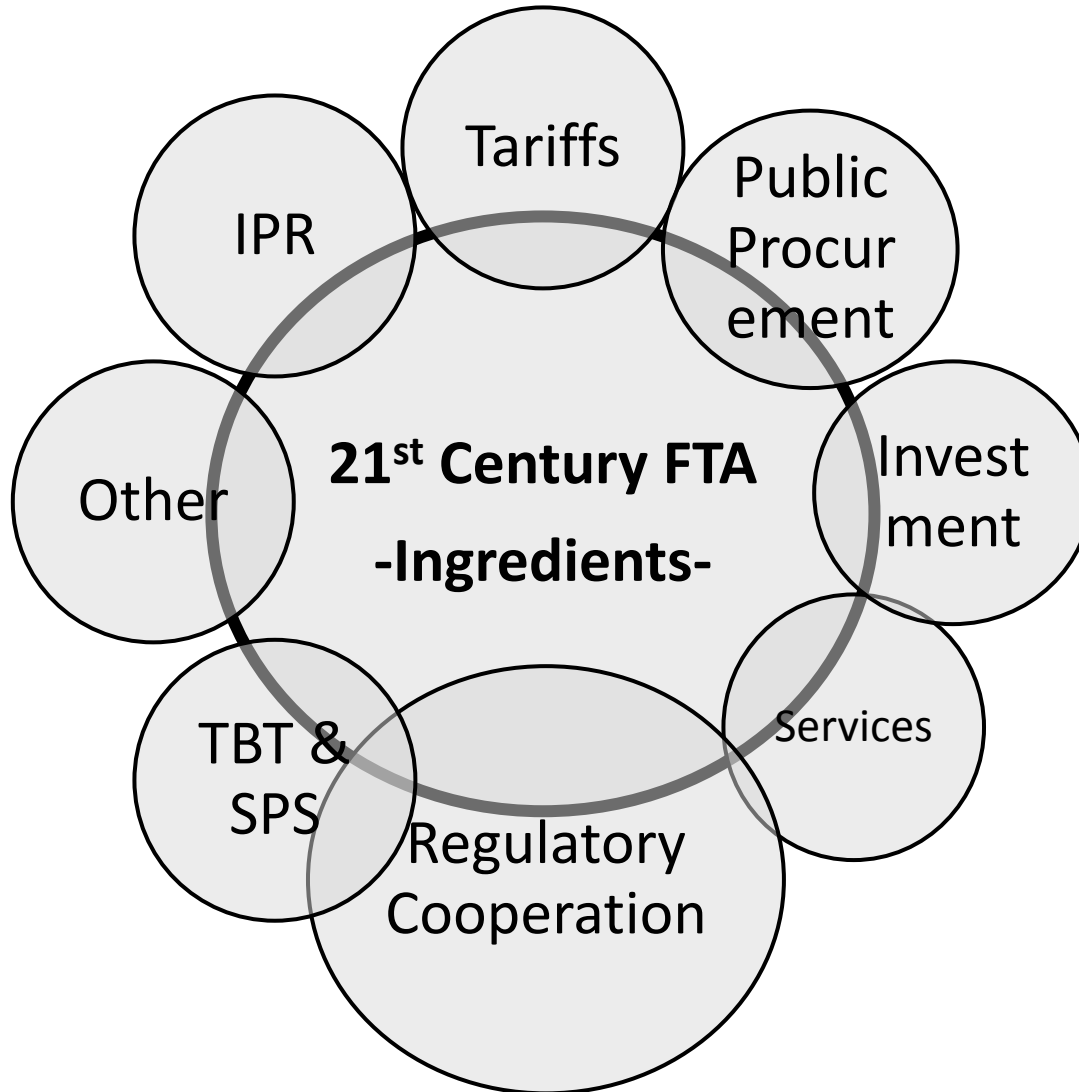 Tariffs
Public
Procur
ement
IPR
Invest
ment
21st Century FTA
-Ingredients-
Other
Services
TBT &
SPS
Regulatory
Cooperation